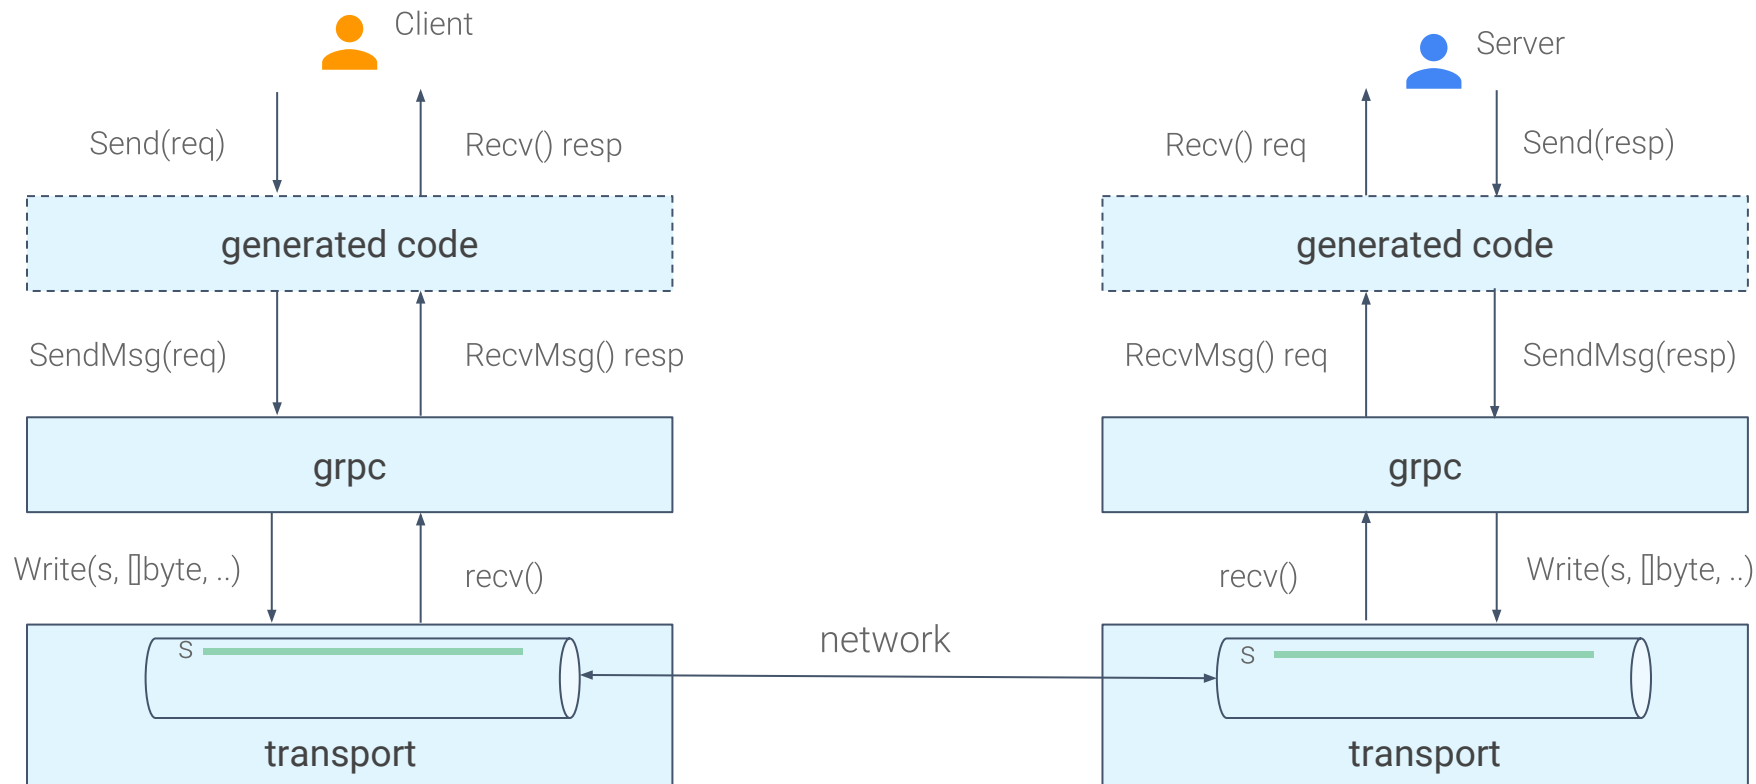 Client
Server
Send(req)
Recv() resp
Recv() req
Send(resp)
generated code
generated code
SendMsg(req)
RecvMsg() resp
RecvMsg() req
SendMsg(resp)
grpc
grpc
Write(s, []byte, ..)
recv()
recv()
Write(s, []byte, ..)
s
network
s
transport
transport